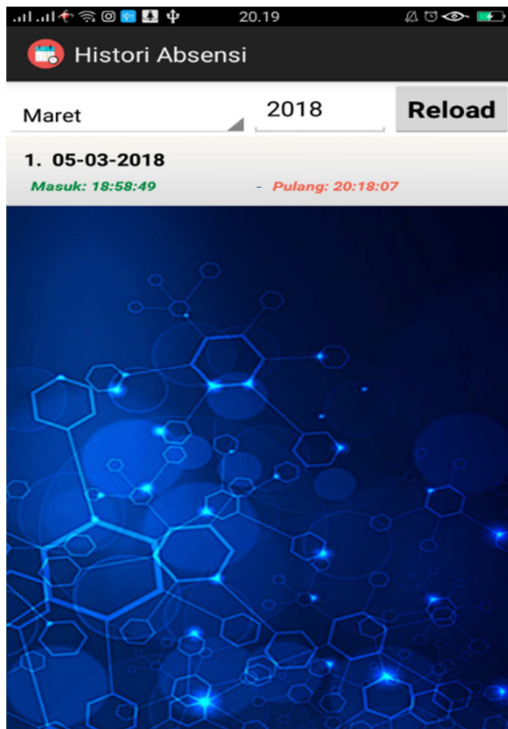 20.19
Histori Absensi
Maret 2018 Reload
1. 05-03-2018
Masuk: 18:58:49 - Pulang: 20:18:07